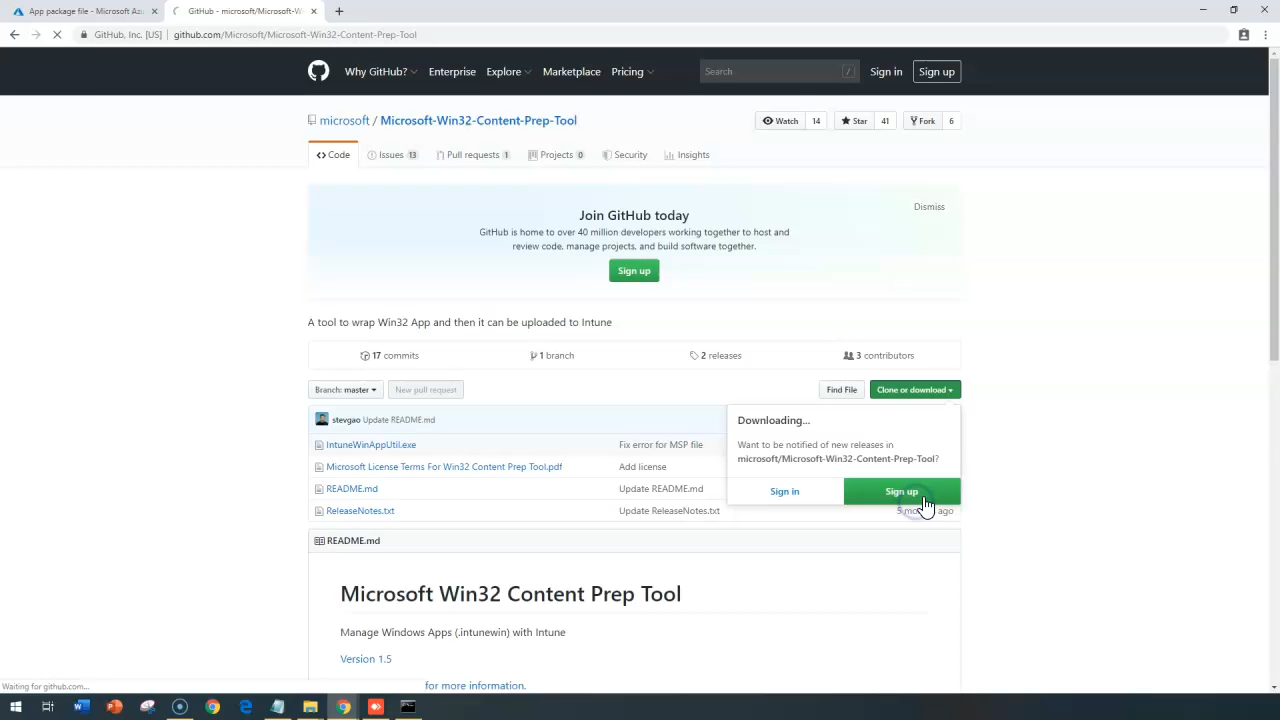 App package file - Microsoft Azu
GitHub - microsoft/Microsoft-Wi
GitHub, Inc. [US]
github.com/Microsoft/Microsoft-Win32-Content-Prep-Tool
Why GitHub? Enterprise Explore Marketplace Pricing
Search /
Sign in Sign up
microsoft / Microsoft-Win32-Content-Prep-Tool
Watch 14 Star 41 Fork 6
Code Issues 13 Pull requests 1 Projects 0 Security Insights
Join GitHub today
Dismiss
GitHub is home to over 40 million developers working together to host and
review code, manage projects, and build software together.
Sign up
A tool to wrap Win32 App and then it can be uploaded to Intune
17 commits 1 branch 2 releases 3 contributors
Branch: master New pull request Find File Clone or download
stevgao Update README.md
Downloading...
Want to be notified of new releases in
microsoft/Microsoft-Win32-Content-Prep-Tool?
Sign in Sign up
IntuneWinAppUtil.exe Fix error for MSP file
Microsoft License Terms For Win32 Content Prep Tool.pdf Add license
README.md Update README.md
ReleaseNotes.txt Update ReleaseNotes.txt 5 ago
README.md
Microsoft Win32 Content Prep Tool
Manage Windows Apps (.intunewin) with Intune
Version 1.5
for more information.
Waiting for github.com...